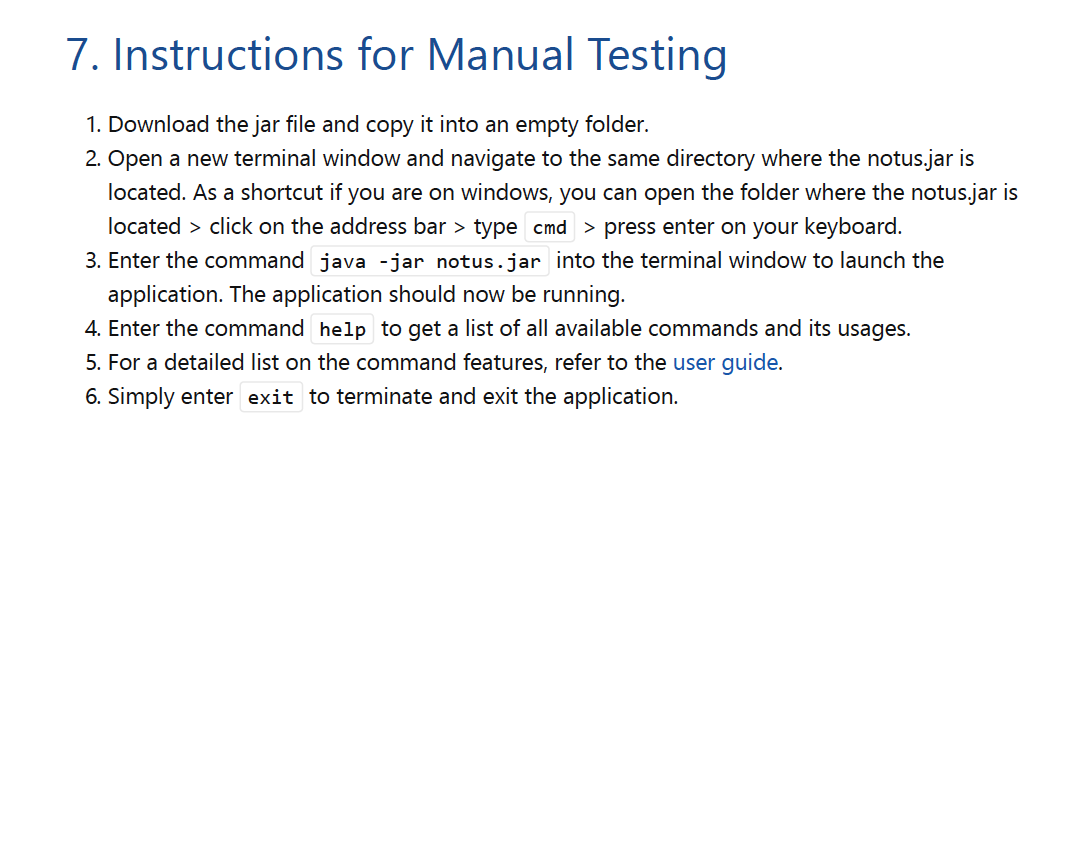 7. Instructions for Manual Testing
1. Download the jar file and copy it into an empty folder.
2. Open a new terminal window and navigate to the same directory where the notus.jar is
located. As a shortcut if you are on windows, you can open the folder where the notus.jar is
located > click on the address bar > type cmd > press enter on your keyboard.
3. Enter the command java -jar notus.jar into the terminal window to launch the
application. The application should now be running.
4. Enter the command help to get a list of all available commands and its usages.
5. For a detailed list on the command features, refer to the user guide.
6. Simply enter exit to terminate and exit the application.